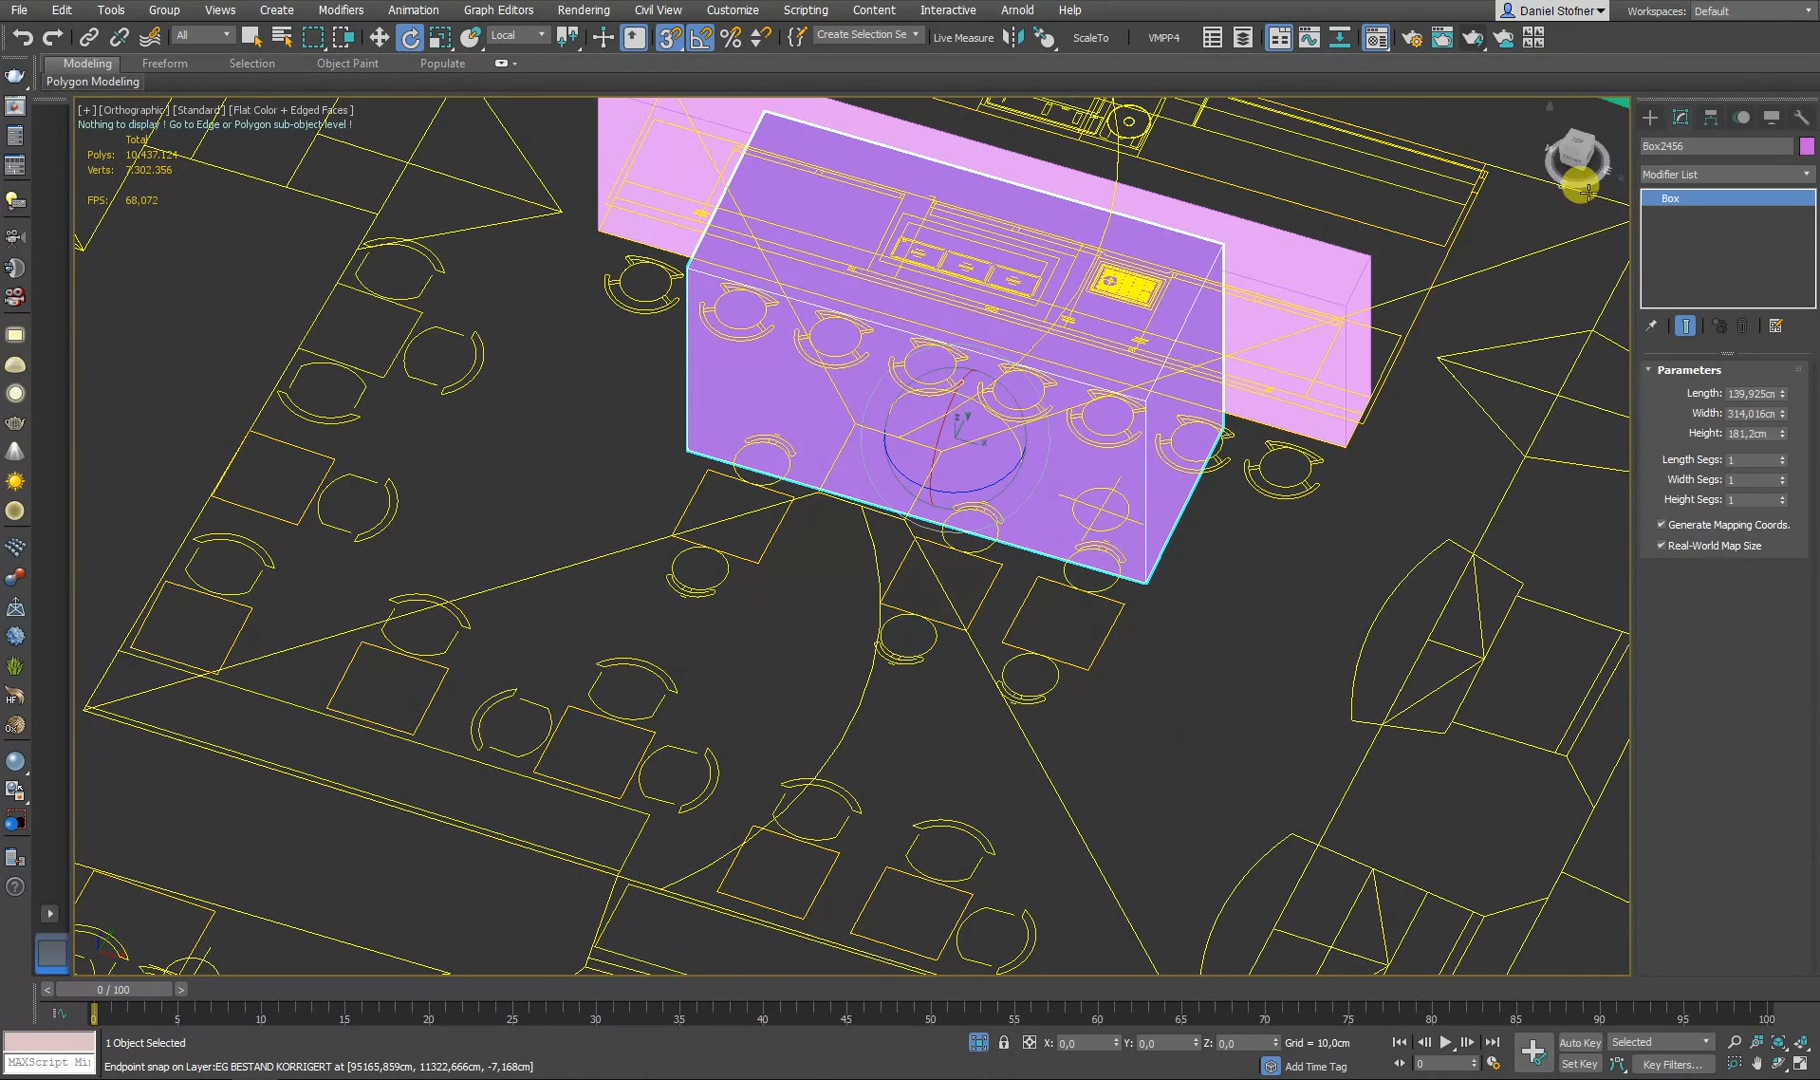 File Edit Tools Group Views Create Modifiers Animation Graph Editors Rendering Civil View Customize Scripting Content Interactive Arnold Help Daniel Stofner Workspaces: Default
All Local Create Selection Se Live Measure ScaleTo VMPP4
Modeling Freeform Selection Object Paint Populate
Polygon Modeling
[+] [Orthographic] [Standard] [Flat Color + Edged Faces]
Nothing to display ! Go to Edge or Polygon sub-object level !
Total
Polys: 10.437.124
Verts: 7.302.356
FPS: 68,072
Box2456
Modifier List
Box
Parameters
Length: 139,925cm
Width: 314,016cm
Height: 181,2cm
Length Segs: 1
Width Segs: 1
Height Segs: 1
Generate Mapping Coords.
Real-World Map Size
z y
x
0 / 100
0 5 10 15 20 25 30 35 40 45 50 55 60 65 70 75 80 85 90 95 100
1 Object Selected X: 0,0 Y: 0,0 Z: 0,0 Grid = 10,0cm Auto Key Selected
MAXScript Mi Endpoint snap on Layer:EG BESTAND KORRIGERT at [95165,859cm, 11322,666cm, -7,168cm] Add Time Tag 0 Set Key Key Filters...